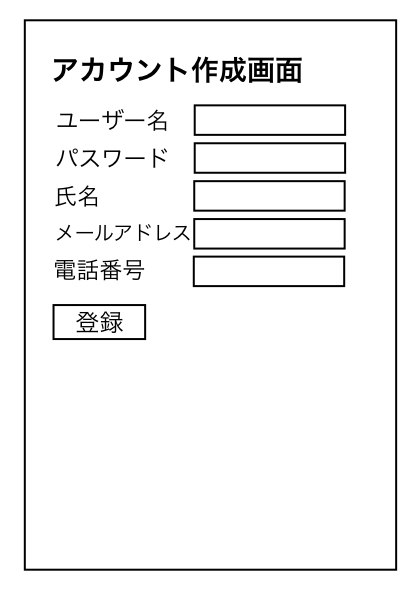 アカウント作成画面
ユーザー名
パスワード
氏名
メールアドレス
電話番号
登録